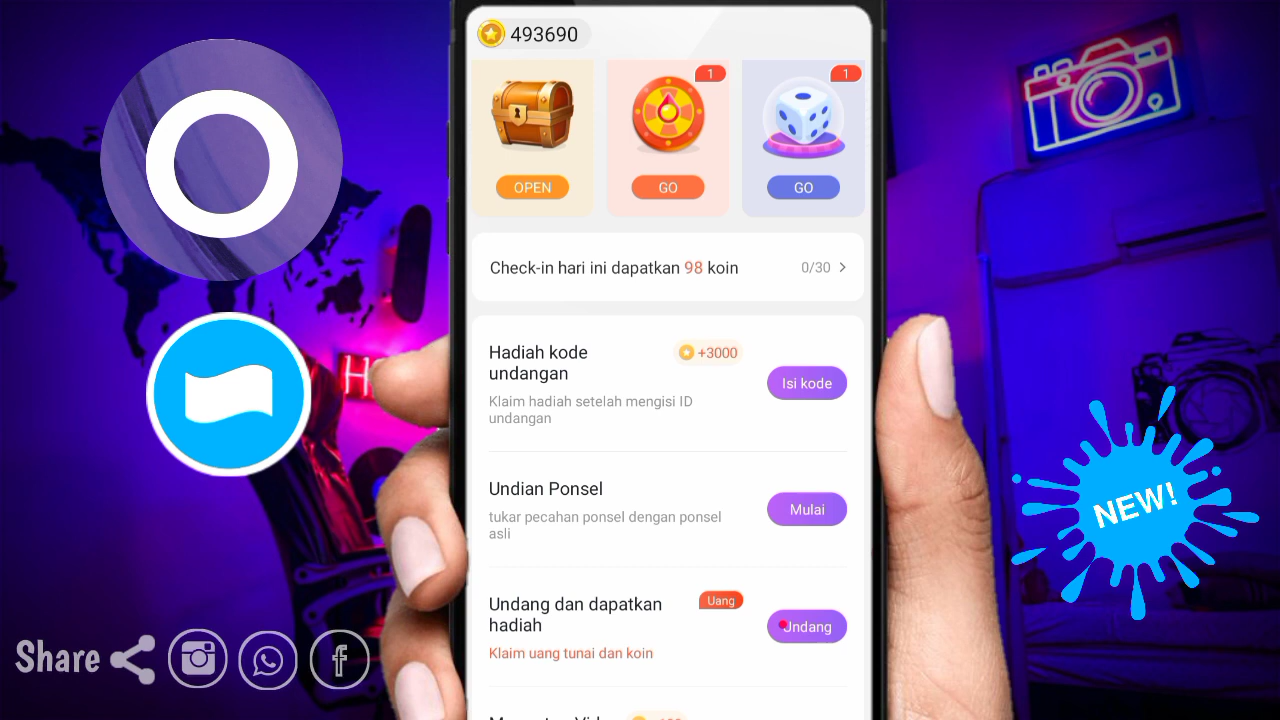 493690
1
1
OPEN
GO
GO
Check-in hari ini dapatkan 98 koin
0/30
Hadiah kode
undangan
+3000
Isi kode
Klaim hadiah setelah mengisi ID
undangan
Undian Ponsel
Mulai
tukar pecahan ponsel dengan ponsel
asli
Undang dan dapatkan
hadiah
Uang
Undang
Klaim uang tunai dan koin
H
NEW!
Share